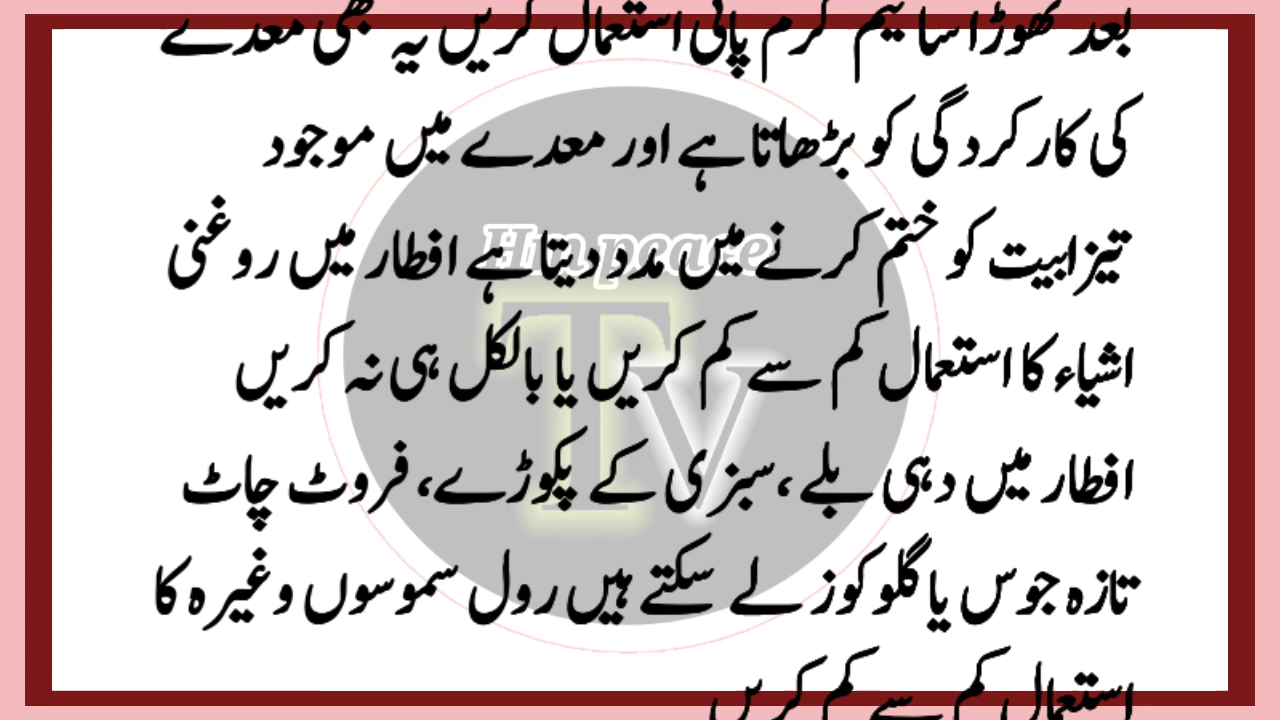 بعد تھوڑا سا نیم گرم پانی استعمال کریں یہ بھی معدے
کی کارکردگی کو بڑھاتا ہے اور معدے میں موجود
تیزابیت کو ختم کرنے میں مدد دیتا ہے افطار میں روغنی
اشیاء کا استعمال کم سے کم کریں یا بالکل ہی نہ کریں
افطار میں دہی بلے ،سبزی کے پکوڑے، فروٹ چاٹ
تازہ جوس یا گلوکوز لے سکتے ہیں رول سموسوں وغیرہ کا
استعمال کم سے کم کریں
Hm peace
TV